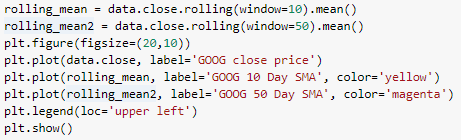 rolling_mean = data.close.rolling(window=10).mean()
rolling_mean2 = data.close.rolling(window=50).mean()
plt.figure(figsize=(20,10))
plt.plot(data.close, label='GOOG close price')
plt.plot(rolling_mean, label='GOOG 10 Day SMA', color='yellow')
plt.plot(rolling_mean2, label='GOOG 50 Day SMA', color='magenta')
plt.legend(loc='upper left')
plt.show()